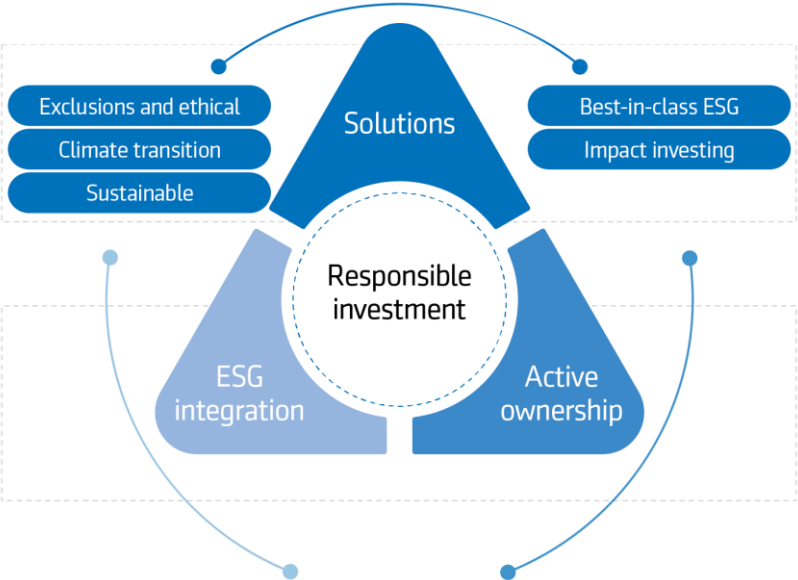 Solutions
Exclusions and ethical
Climate transition
Sustainable
Best-in-class ESG
Impact investing
Responsible
investment
ESG
integration
Active
ownership